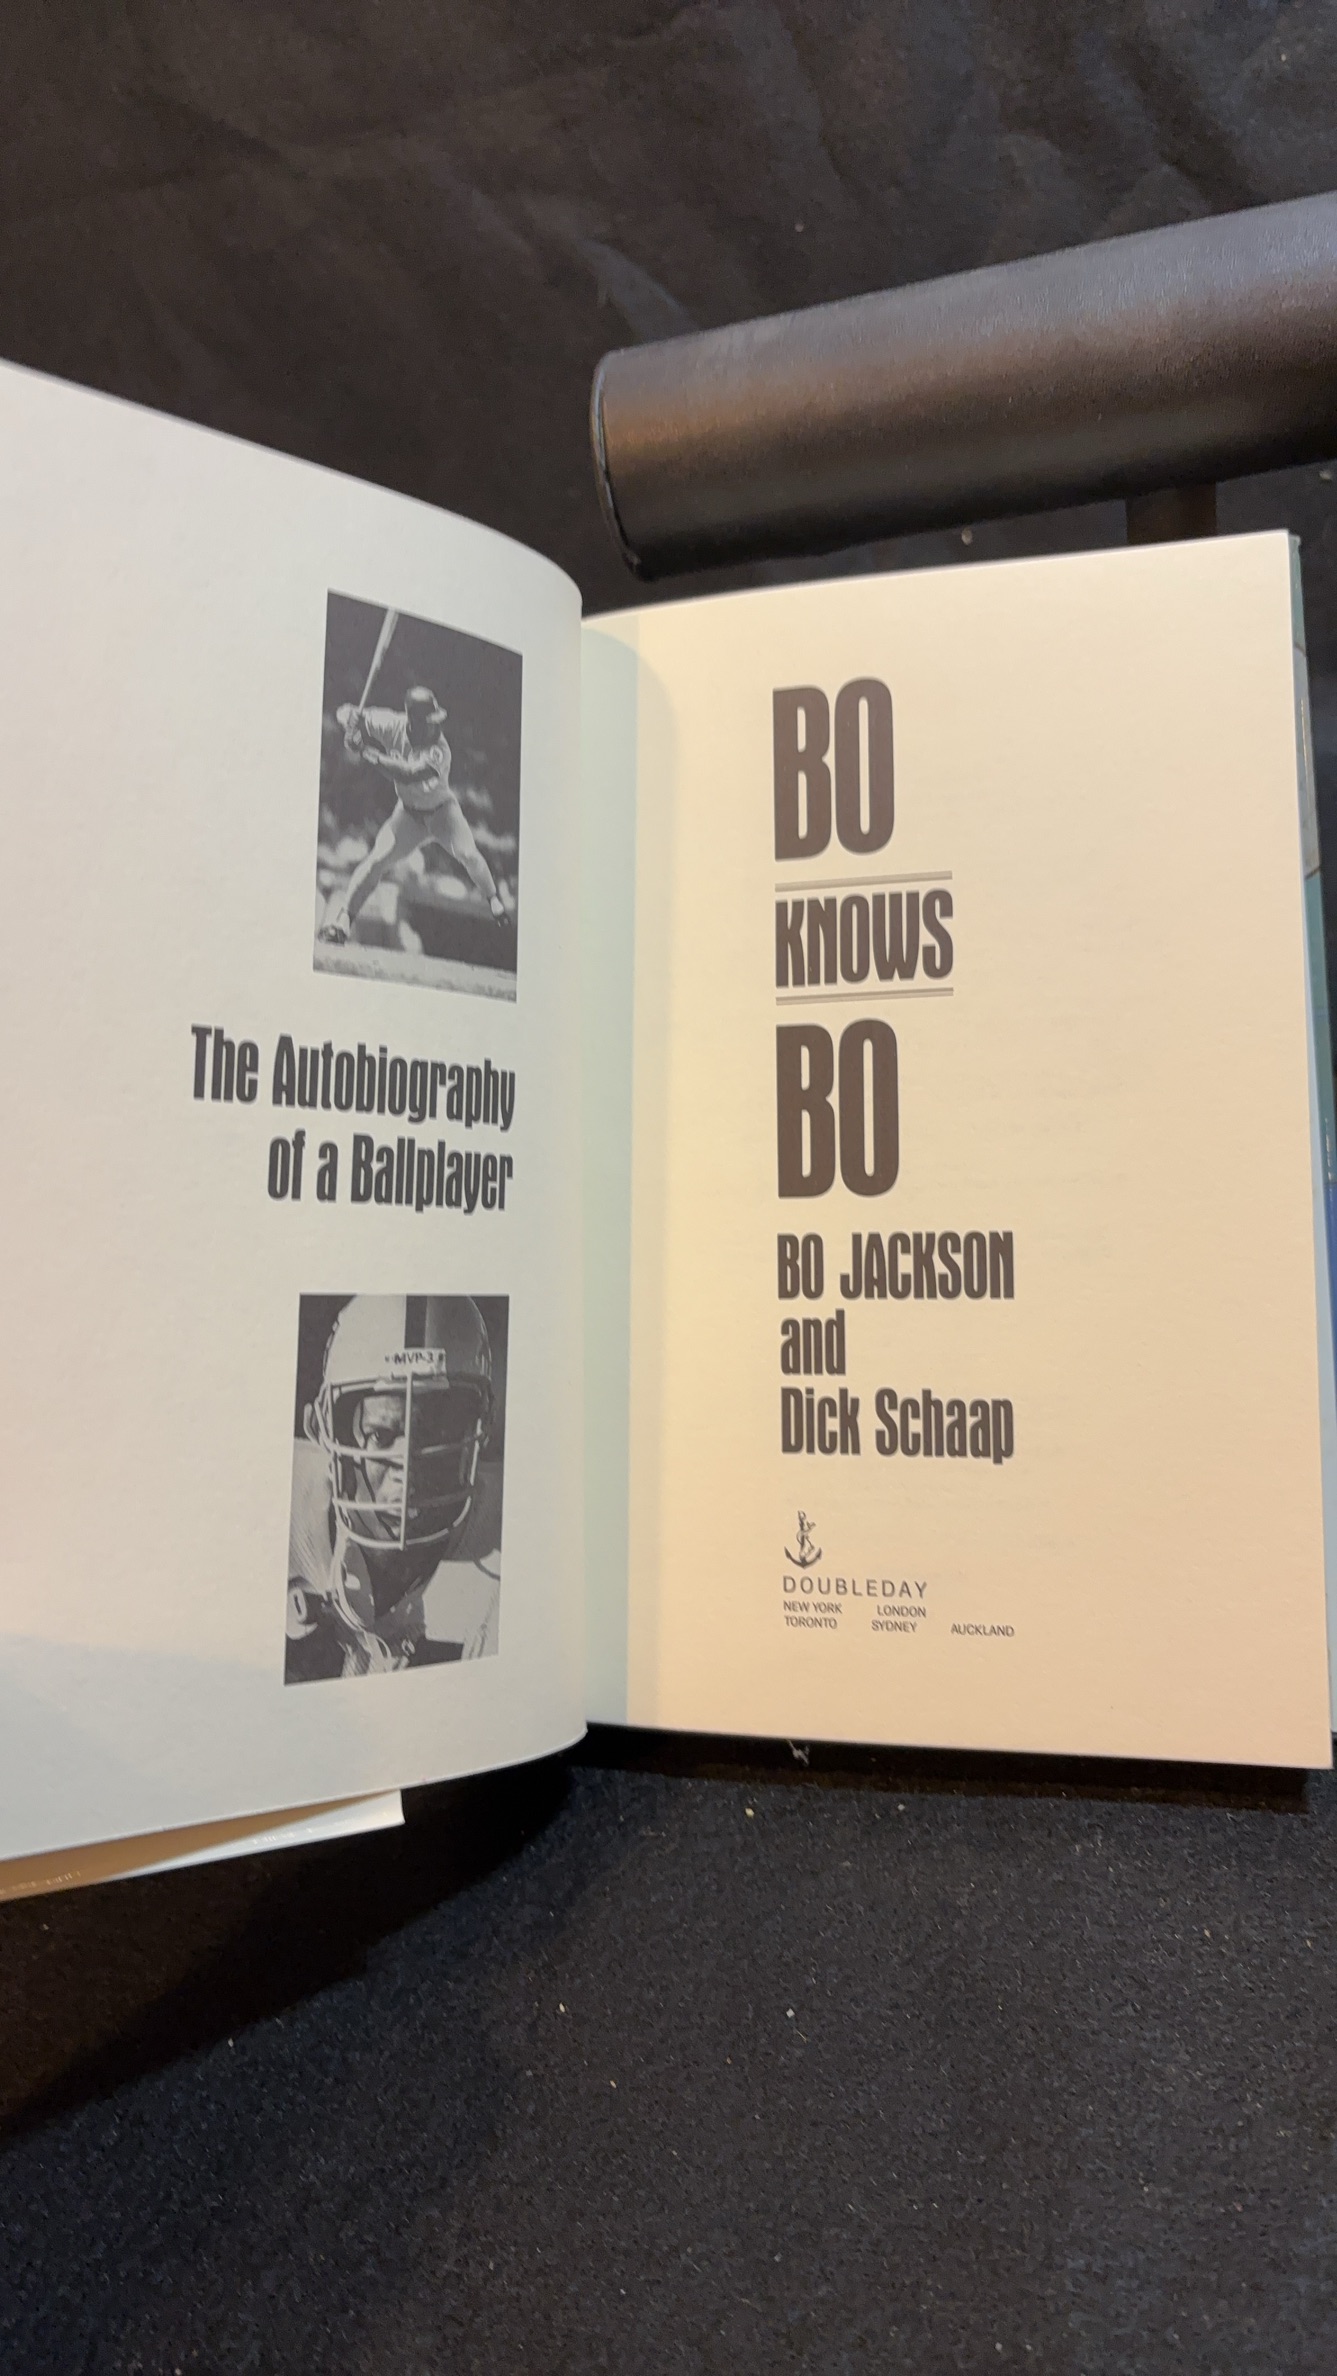 The Autobiography
of a Ballplayer
MVP-3
BO
KNOWS
BO
BO JACKSON
and
Dick Schaap
DOUBLEDAY
NEW YORK LONDON
TORONTO SYDNEY AUCKLAND